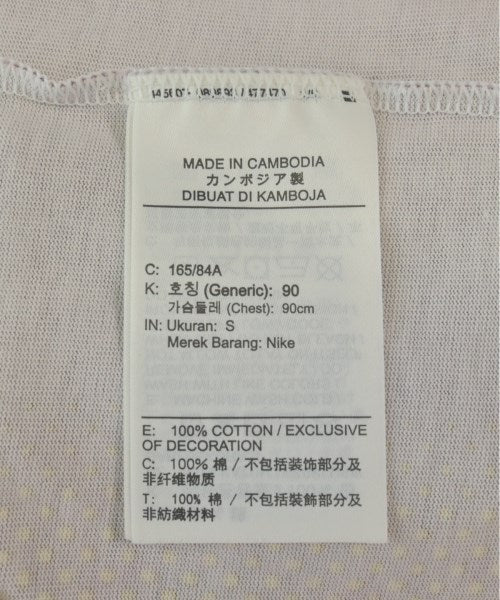 MADE IN CAMBODIA
カンボジア製
DIBUAT DI KAMBOJA
C: 165/84A
K: 호칭 (Generic): 90
가슴둘레 (Chest): 90cm
IN: Ukuran: S
Merek Barang: Nike
E: 100% COTTON / EXCLUSIVE
OF DECORATION
C: 100% 棉 / 不包括装饰部分及
非纤维物质
T: 100% 棉 / 不包括裝飾部分及
非紡織材料